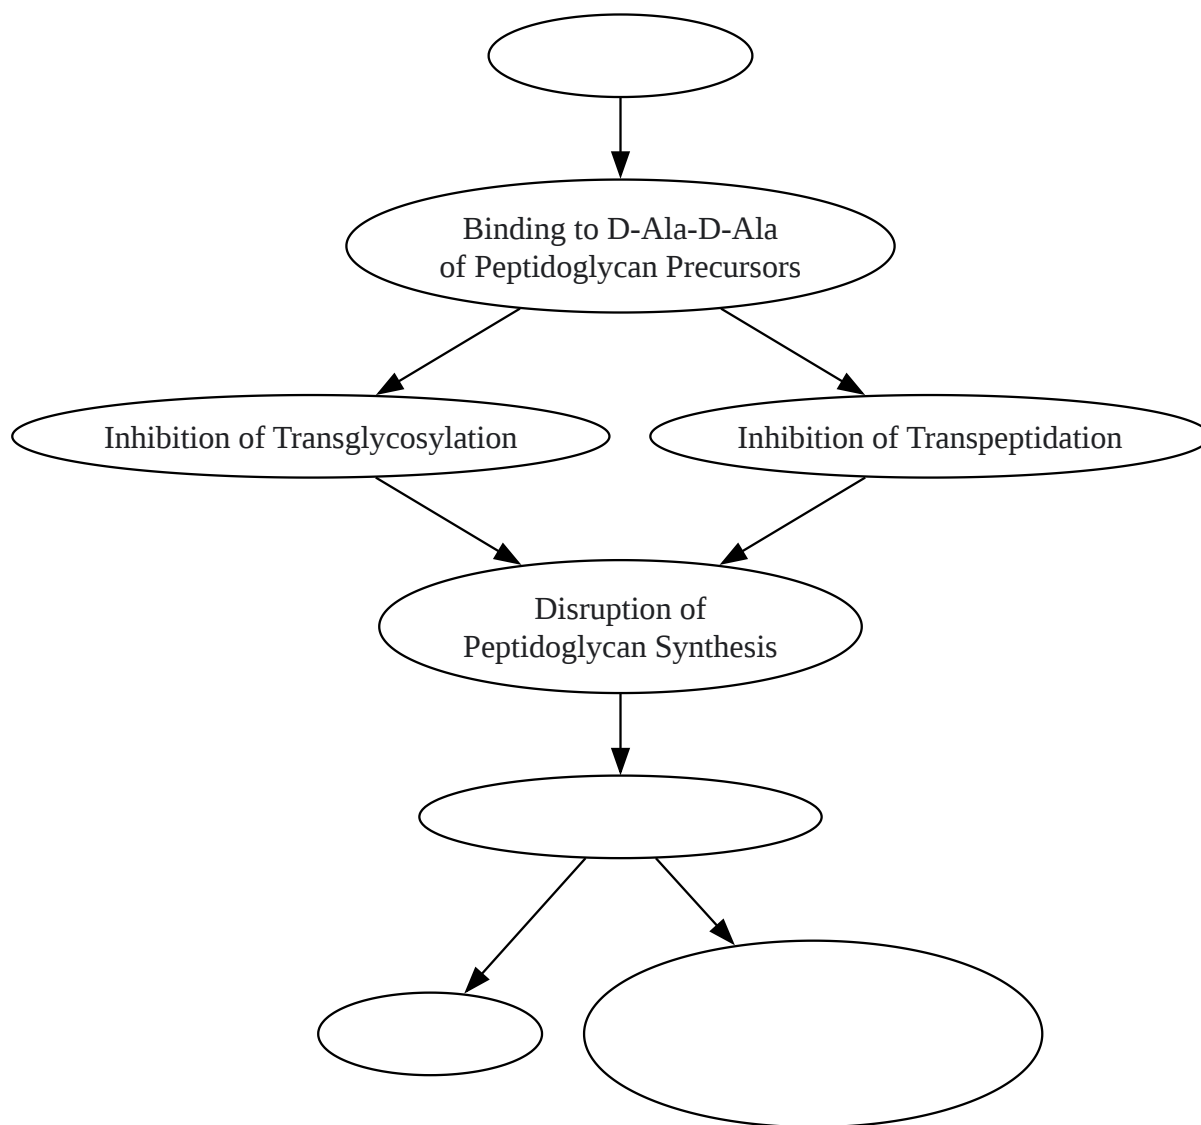 Binding to D-Ala-D-Ala
of Peptidoglycan Precursors
Inhibition of Transglycosylation
Inhibition of Transpeptidation
Disruption of
Peptidoglycan Synthesis